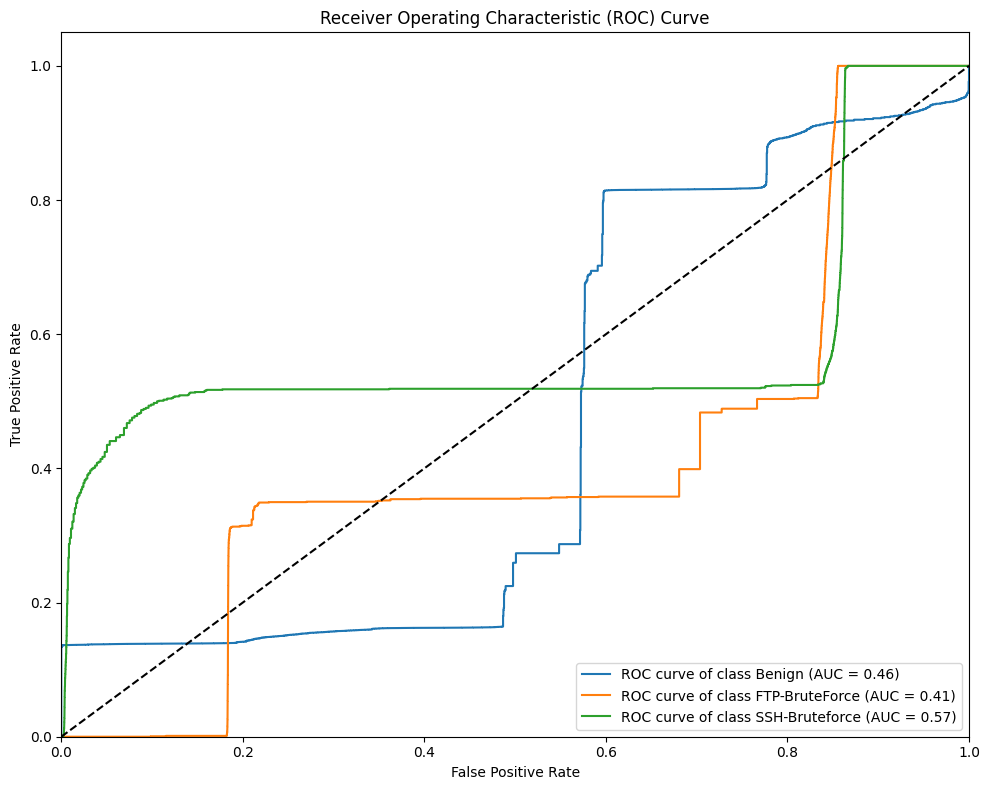 Receiver Operating Characteristic (ROC) Curve
True Positive Rate
1.0
0.8
0.6
0.4
0.2
0.0
ROC curve of class Benign (AUC = 0.46)
ROC curve of class FTP-BruteForce (AUC = 0.41)
ROC curve of class SSH-Bruteforce (AUC = 0.57)
0.0 0.2 0.4 0.6 0.8 1.0
False Positive Rate